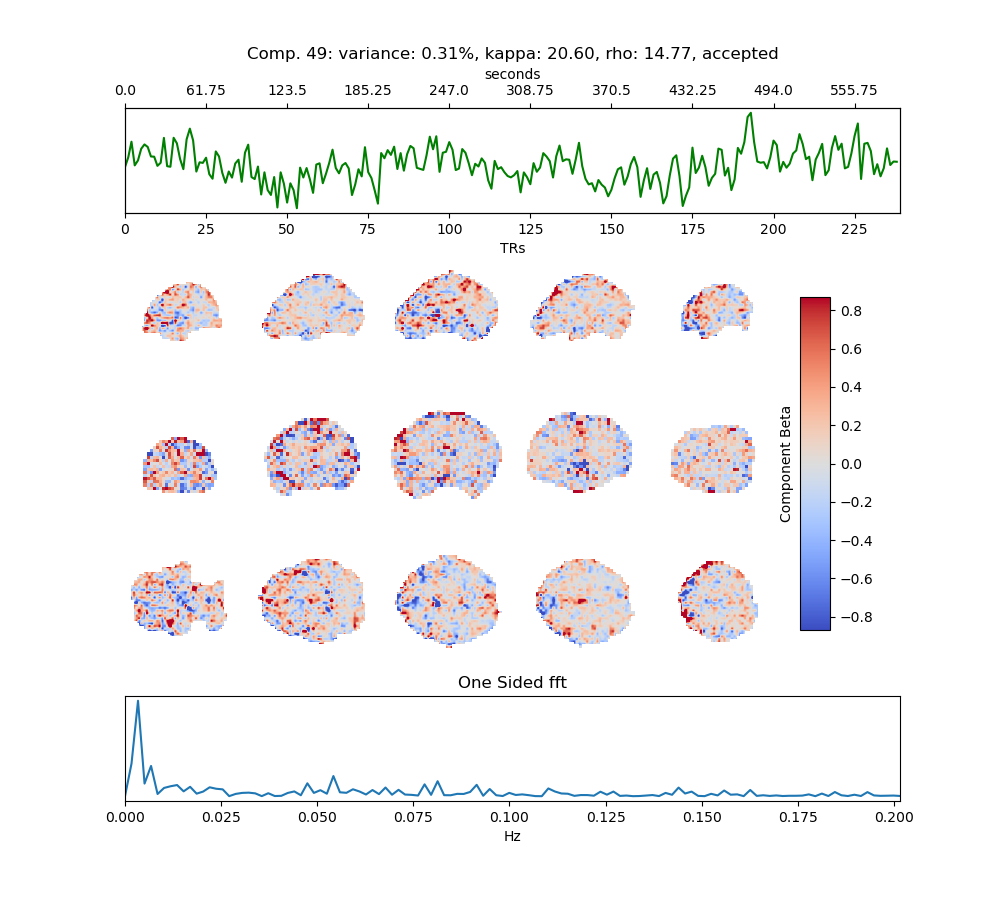 Comp. 49: variance: 0.31%, kappa: 20.60, rho: 14.77, accepted
seconds
0.0 61.75 123.5 185.25 247.0 308.75 370.5 432.25 494.0 555.75
0 25 50 75 100 125 150 175 200 225
TRs
0.8
0.6
0.4
0.2
0.0
−0.2
−0.4
−0.6
−0.8
Component Beta
One Sided fft
0.000 0.025 0.050 0.075 0.100 0.125 0.150 0.175 0.200
Hz